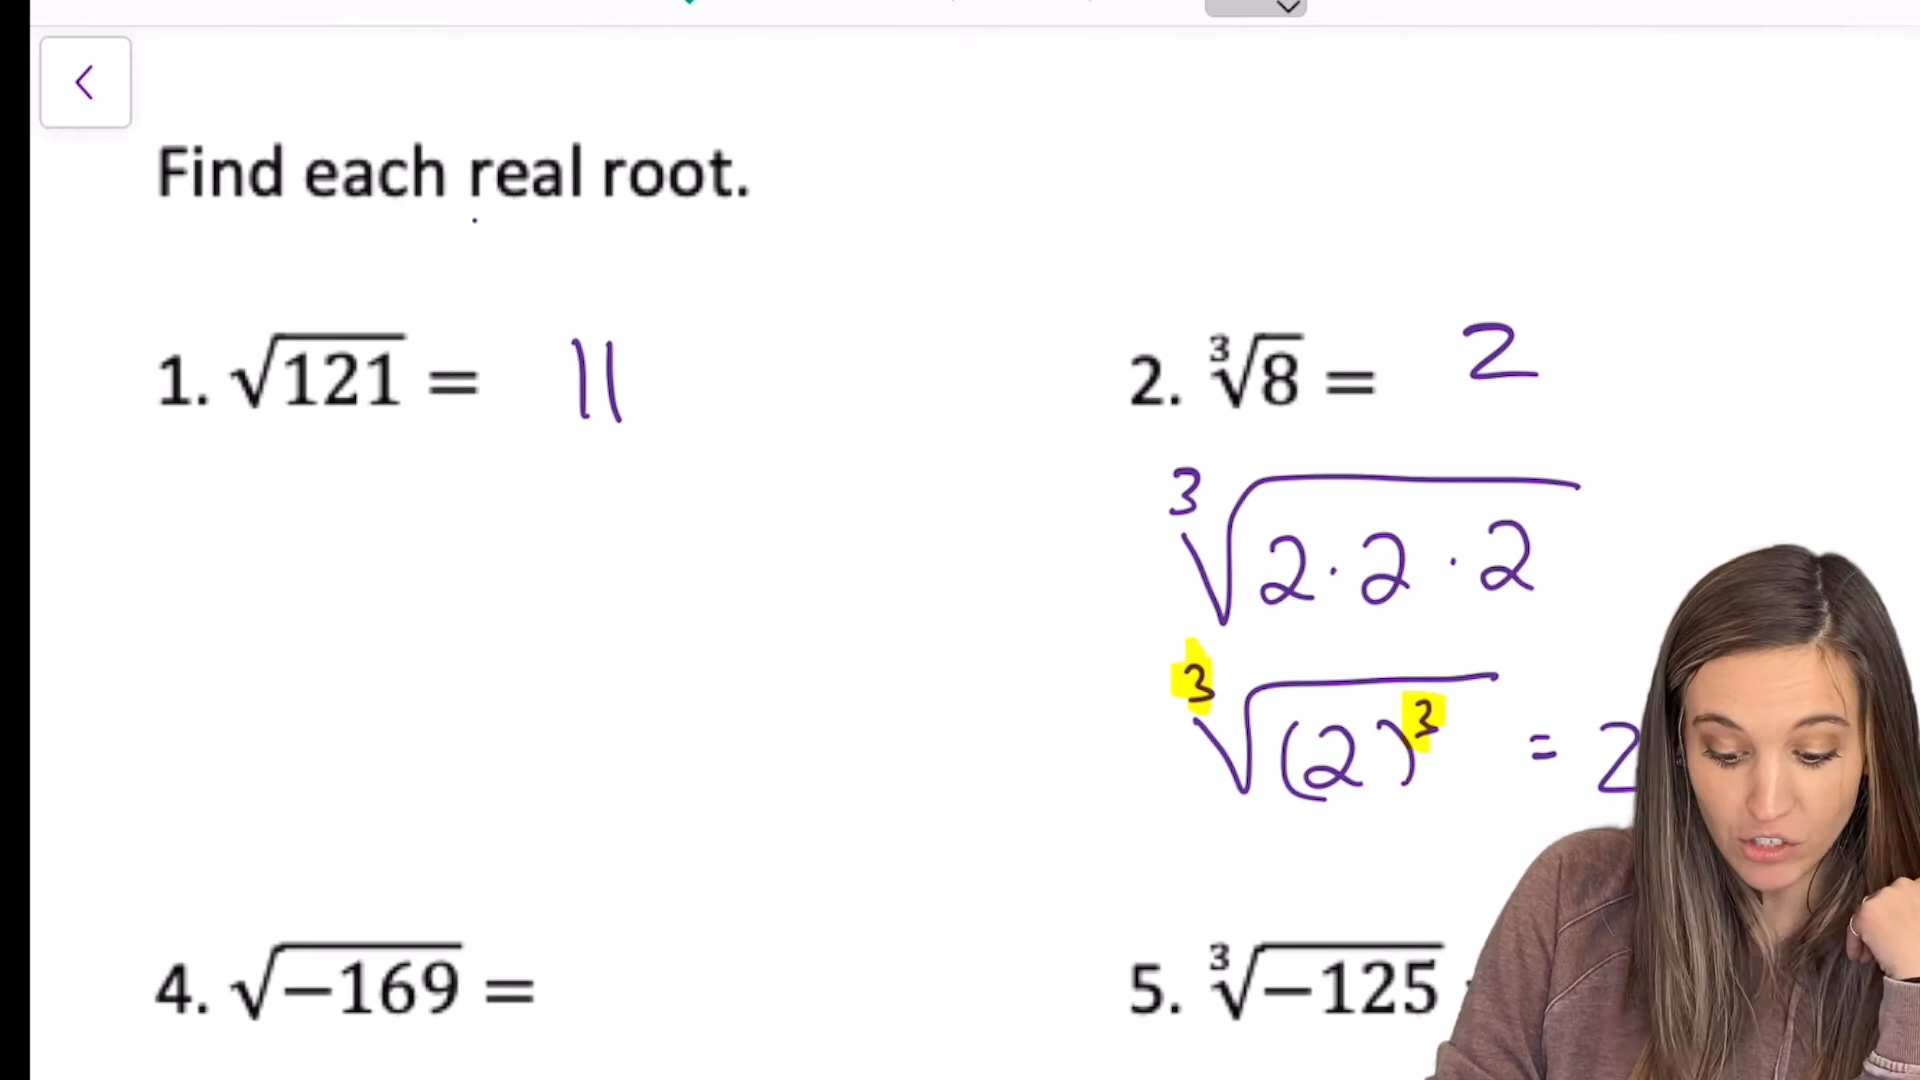 Find each real root.
1. √121 = 11
2. ∛8 = 2
∛2·2·2
∛(2)³ = 2
4. √−169 =
5. ∛−125